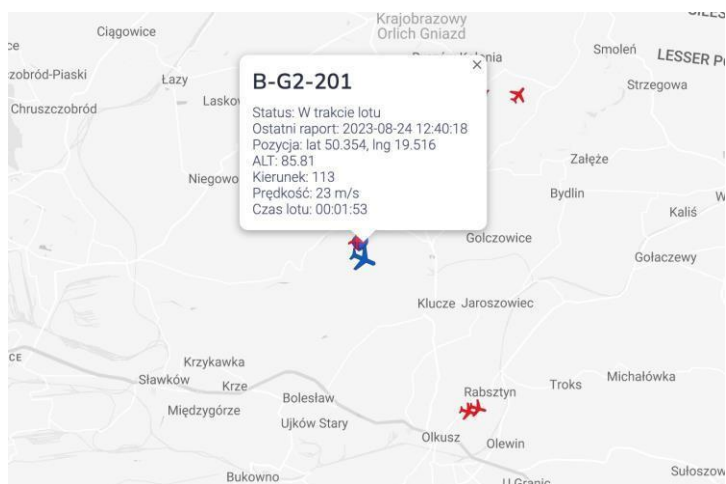 Krajobrazowy
Orlich Gniazd
Ciągowice
Smoleń
LESSER
Łazy
zobród-Piaski
Strzegowa
Chruszczobród
B-G2-201
Status: W trakcie lotu
Ostatni raport: 2023-08-24 12:40:18
Pozycja: lat 50.354, lng 19.516
ALT: 85.81
Kierunek: 113
Prędkość: 23 m/s
Czas lotu: 00:01:53
Załęże
Niegowo
Bydlin
Kaliś
Golczowice
Gołaczewy
Klucze Jaroszowiec
Krzykawka
Sławków
Krze
Bolesław
Rabsztyn
Troks
Michałówka
Międzygórze
Ujków Stary
Olkusz
Olewin
Bukowno
Sułoszow